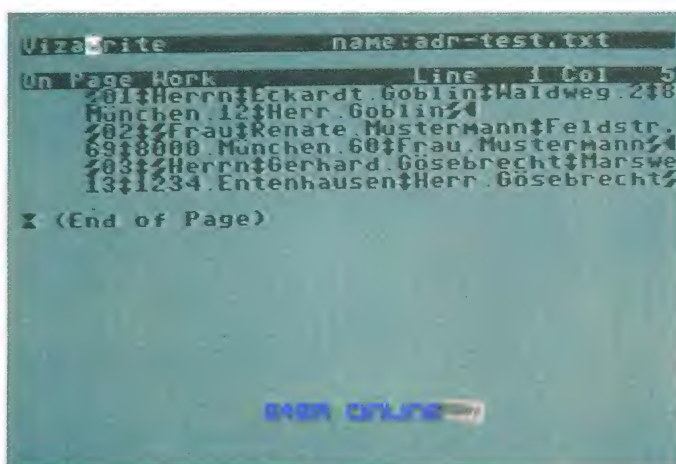 Vizawrite name:adr-test.txt
On Page Work Line 1 Col 5
01‡Herrn‡Eckardt.Goblin‡Waldweg.2‡8
München.12‡Herr.Goblin
02‡Frau‡Renate.Mustermann‡Feldstr.
69‡8000.München.60‡Frau.Mustermann
03‡Herrn‡Gerhard.Gösebrecht‡Marswe
13‡1234.Entenhausen‡Herr.Gösebrecht
(End of Page)
64ER ONLINE